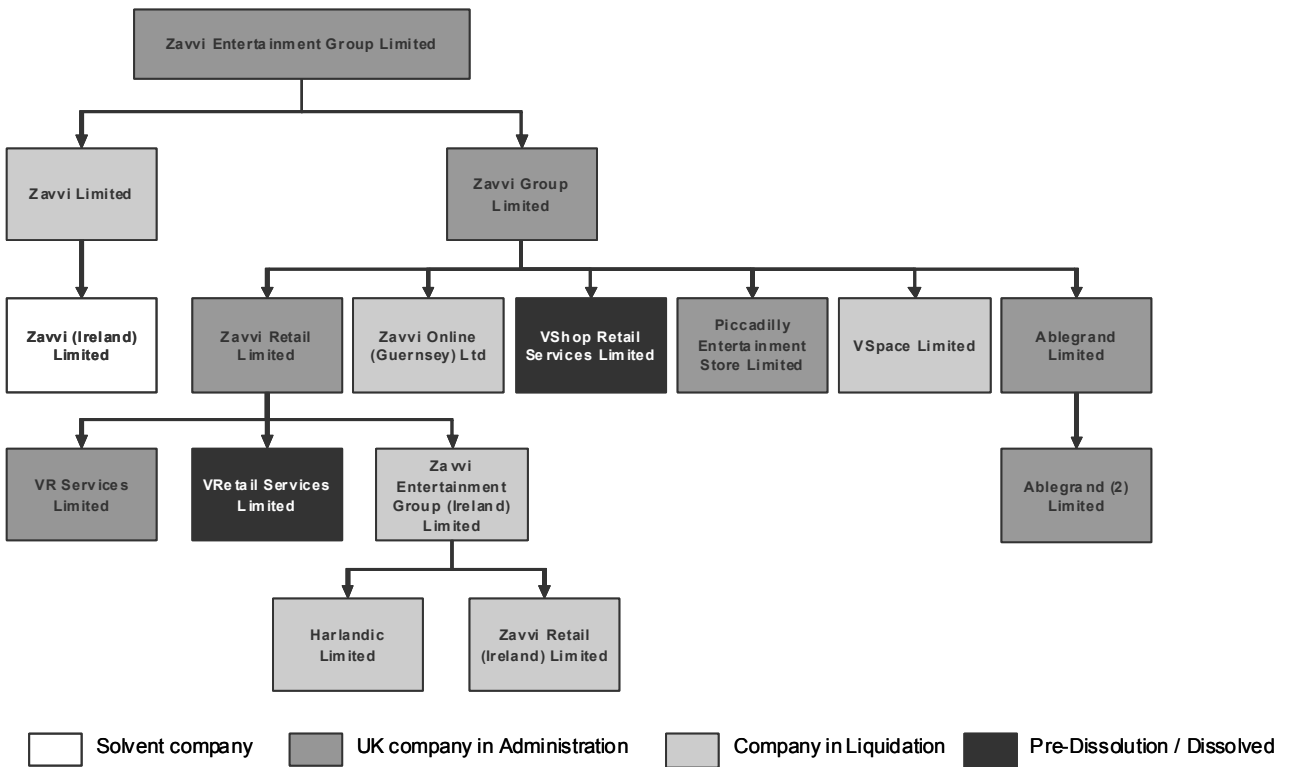 Zavvi Entertainment Group Limited
Zavvi Limited
Zavvi Group
Limited
Zavvi (Ireland)
Limited
Zavvi Retail
Limited
Zavvi Online
(Guernsey) Ltd
VShop Retail
Services Limited
Piccadilly
Entertainment
Store Limited
VSpace Limited
Ablegrand
Limited
VR Services
Limited
VRetail Services
Limited
Zavvi
Entertainment
Group (Ireland)
Limited
Ablegrand (2)
Limited
Harlandic
Limited
Zavvi Retail
(Ireland) Limited
Solvent company
UK company in Administration
Company in Liquidation
Pre-Dissolution / Dissolved